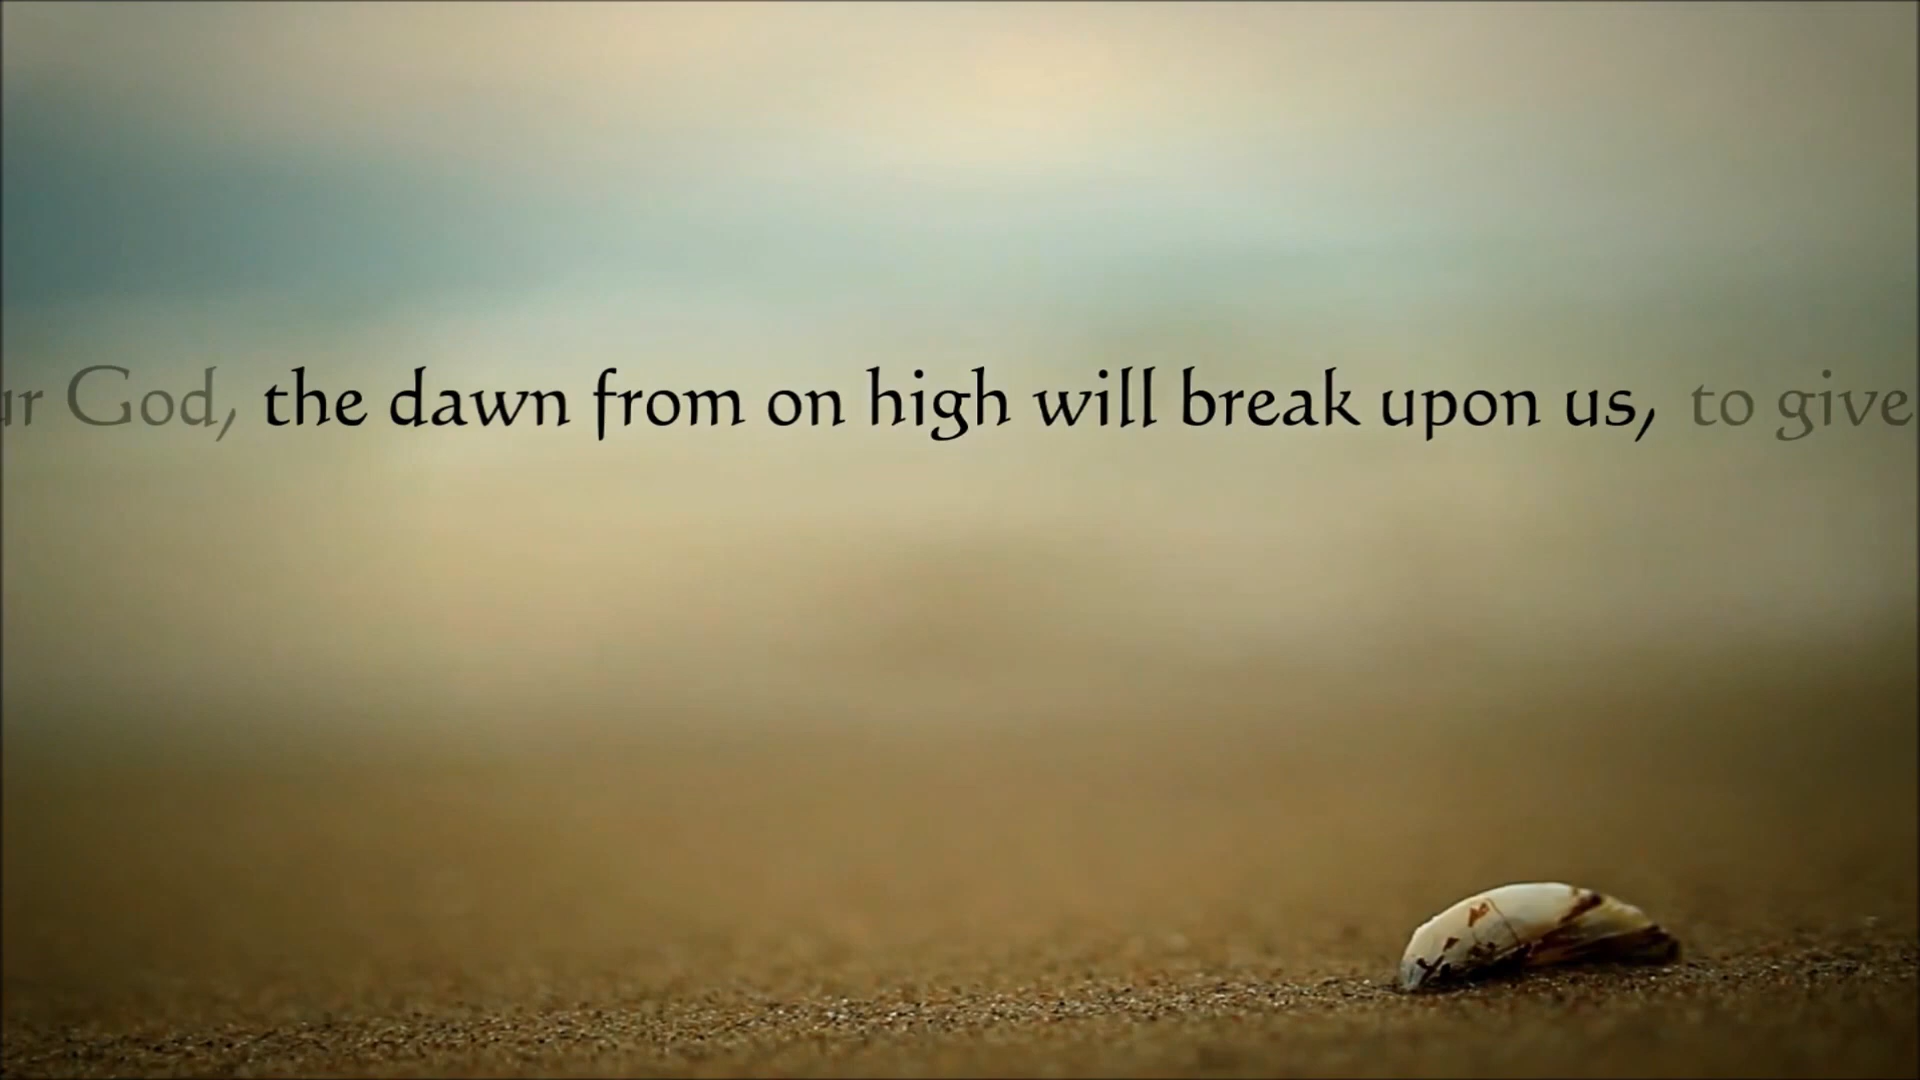 God, the dawn from on high will break upon us, to give